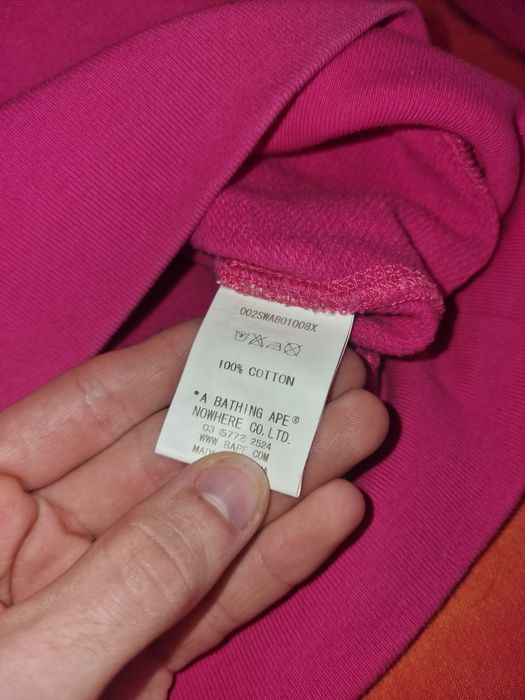 002SWA801008X
100% COTTON
*A BATHING APE®
NOWHERE CO. LTD.
03 (5772) 2524
WWW. BAPE. COM